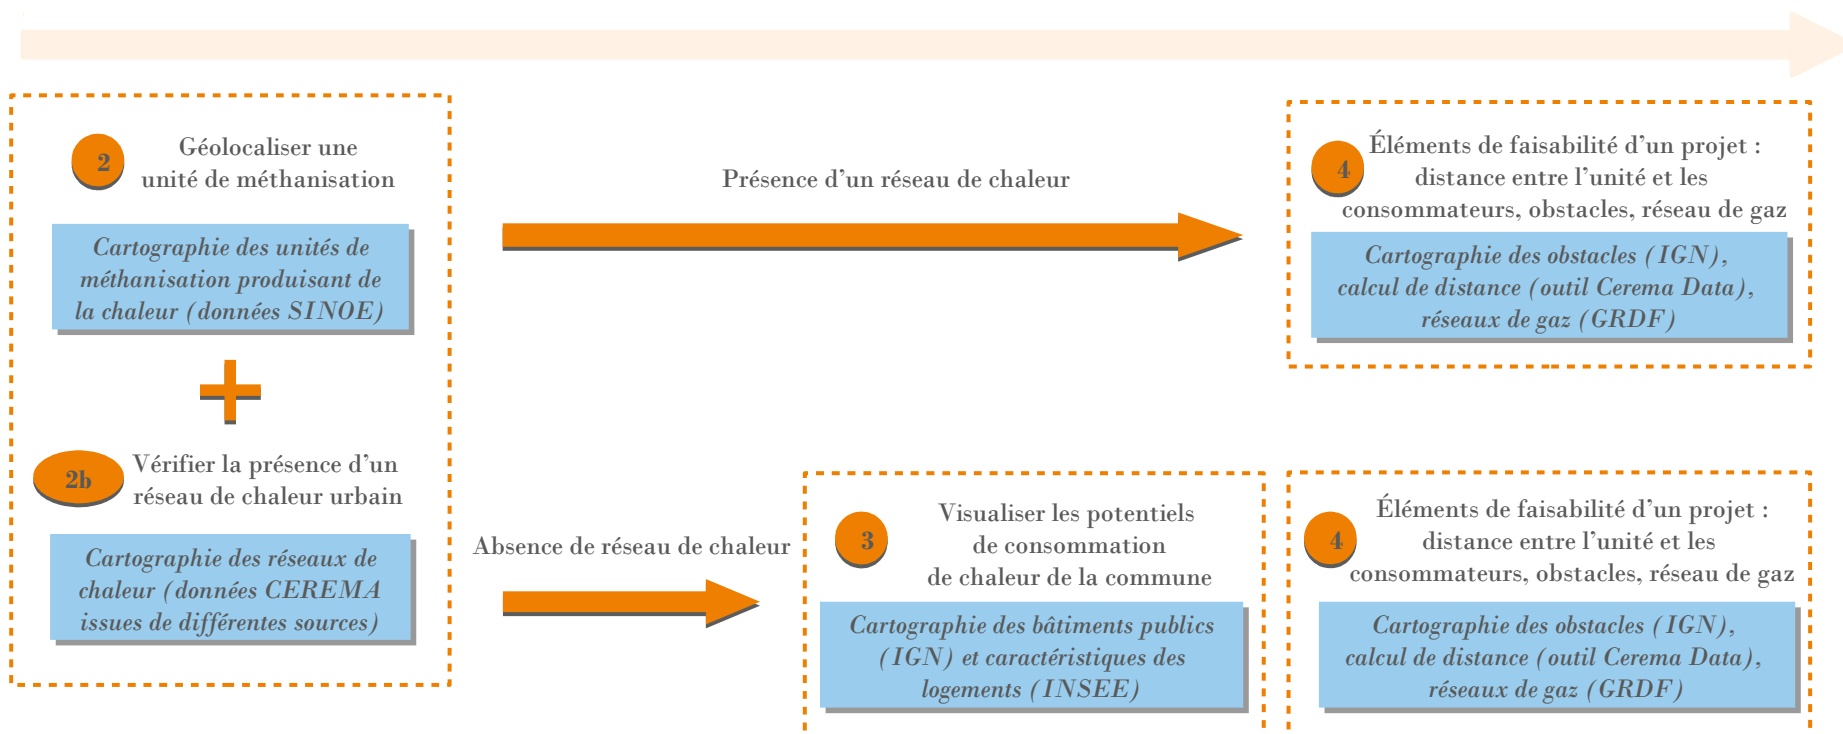 2
Géolocaliser une
unité de méthanisation
Cartographie des unités de
méthanisation produisant de
la chaleur (données SINOE)
2b
Vérifier la présence d'un
réseau de chaleur urbain
Cartographie des réseaux de
chaleur (données CEREMA
issues de différentes sources)
Présence d'un réseau de chaleur
4
Éléments de faisabilité d'un projet :
distance entre l'unité et les
consommateurs, obstacles, réseau de gaz
Cartographie des obstacles (IGN),
calcul de distance (outil Cerema Data),
réseaux de gaz (GRDF)
Absence de réseau de chaleur
3
Visualiser les potentiels
de consommation
de chaleur de la commune
Cartographie des bâtiments publics
(IGN) et caractéristiques des
logements (INSEE)
4
Éléments de faisabilité d'un projet :
distance entre l'unité et les
consommateurs, obstacles, réseau de gaz
Cartographie des obstacles (IGN),
calcul de distance (outil Cerema Data),
réseaux de gaz (GRDF)